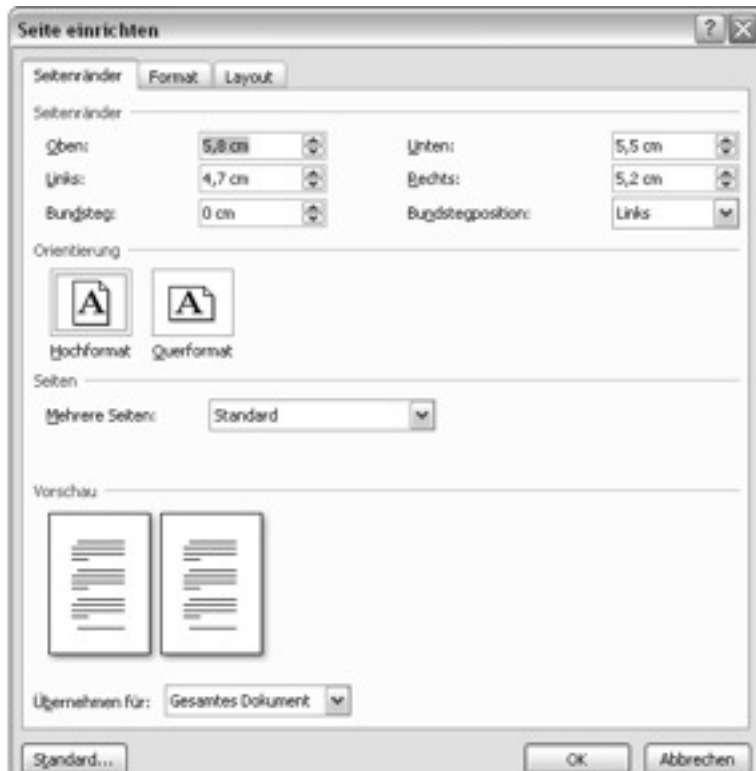 Seite einrichten
Seitenränder Format Layout
Seitenränder
Oben: 5,8 cm Unten: 5,5 cm
Links: 4,7 cm Rechts: 5,2 cm
Bundsteg: 0 cm Bundstegposition: Links
Orientierung
A A
Hochformat Querformat
Seiten
Mehrere Seiten: Standard
Vorschau
Übernehmen für: Gesamtes Dokument
Standard... OK Abbrechen